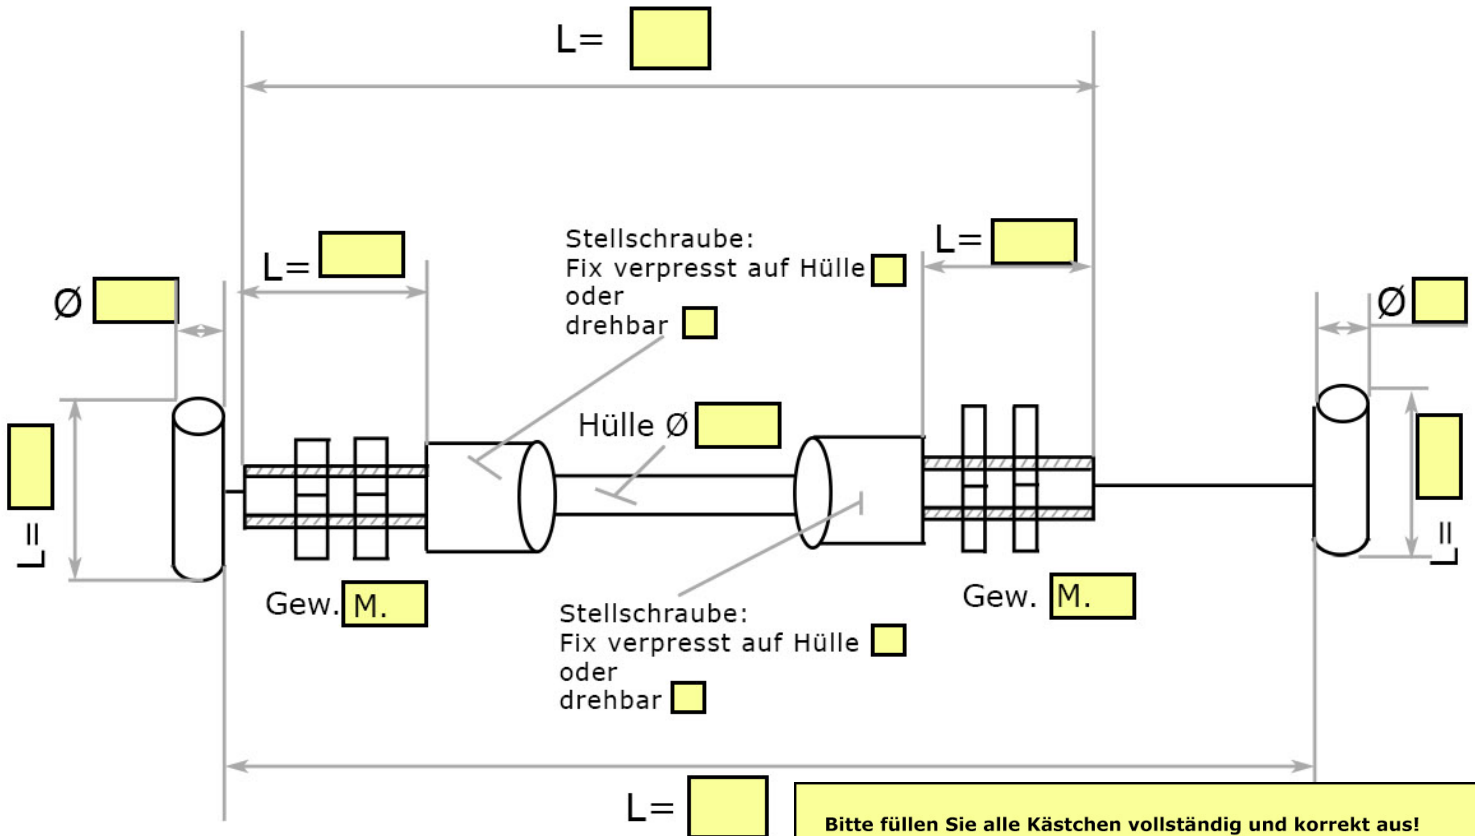 L=
L=
Stellschraube:
Fix verpresst auf Hülle
oder
drehbar
L=
Ø
Ø
Hülle Ø
L=
L=
Gew. M.
Gew. M.
Stellschraube:
Fix verpresst auf Hülle
oder
drehbar
L=
Bitte füllen Sie alle Kästchen vollständig und korrekt aus!